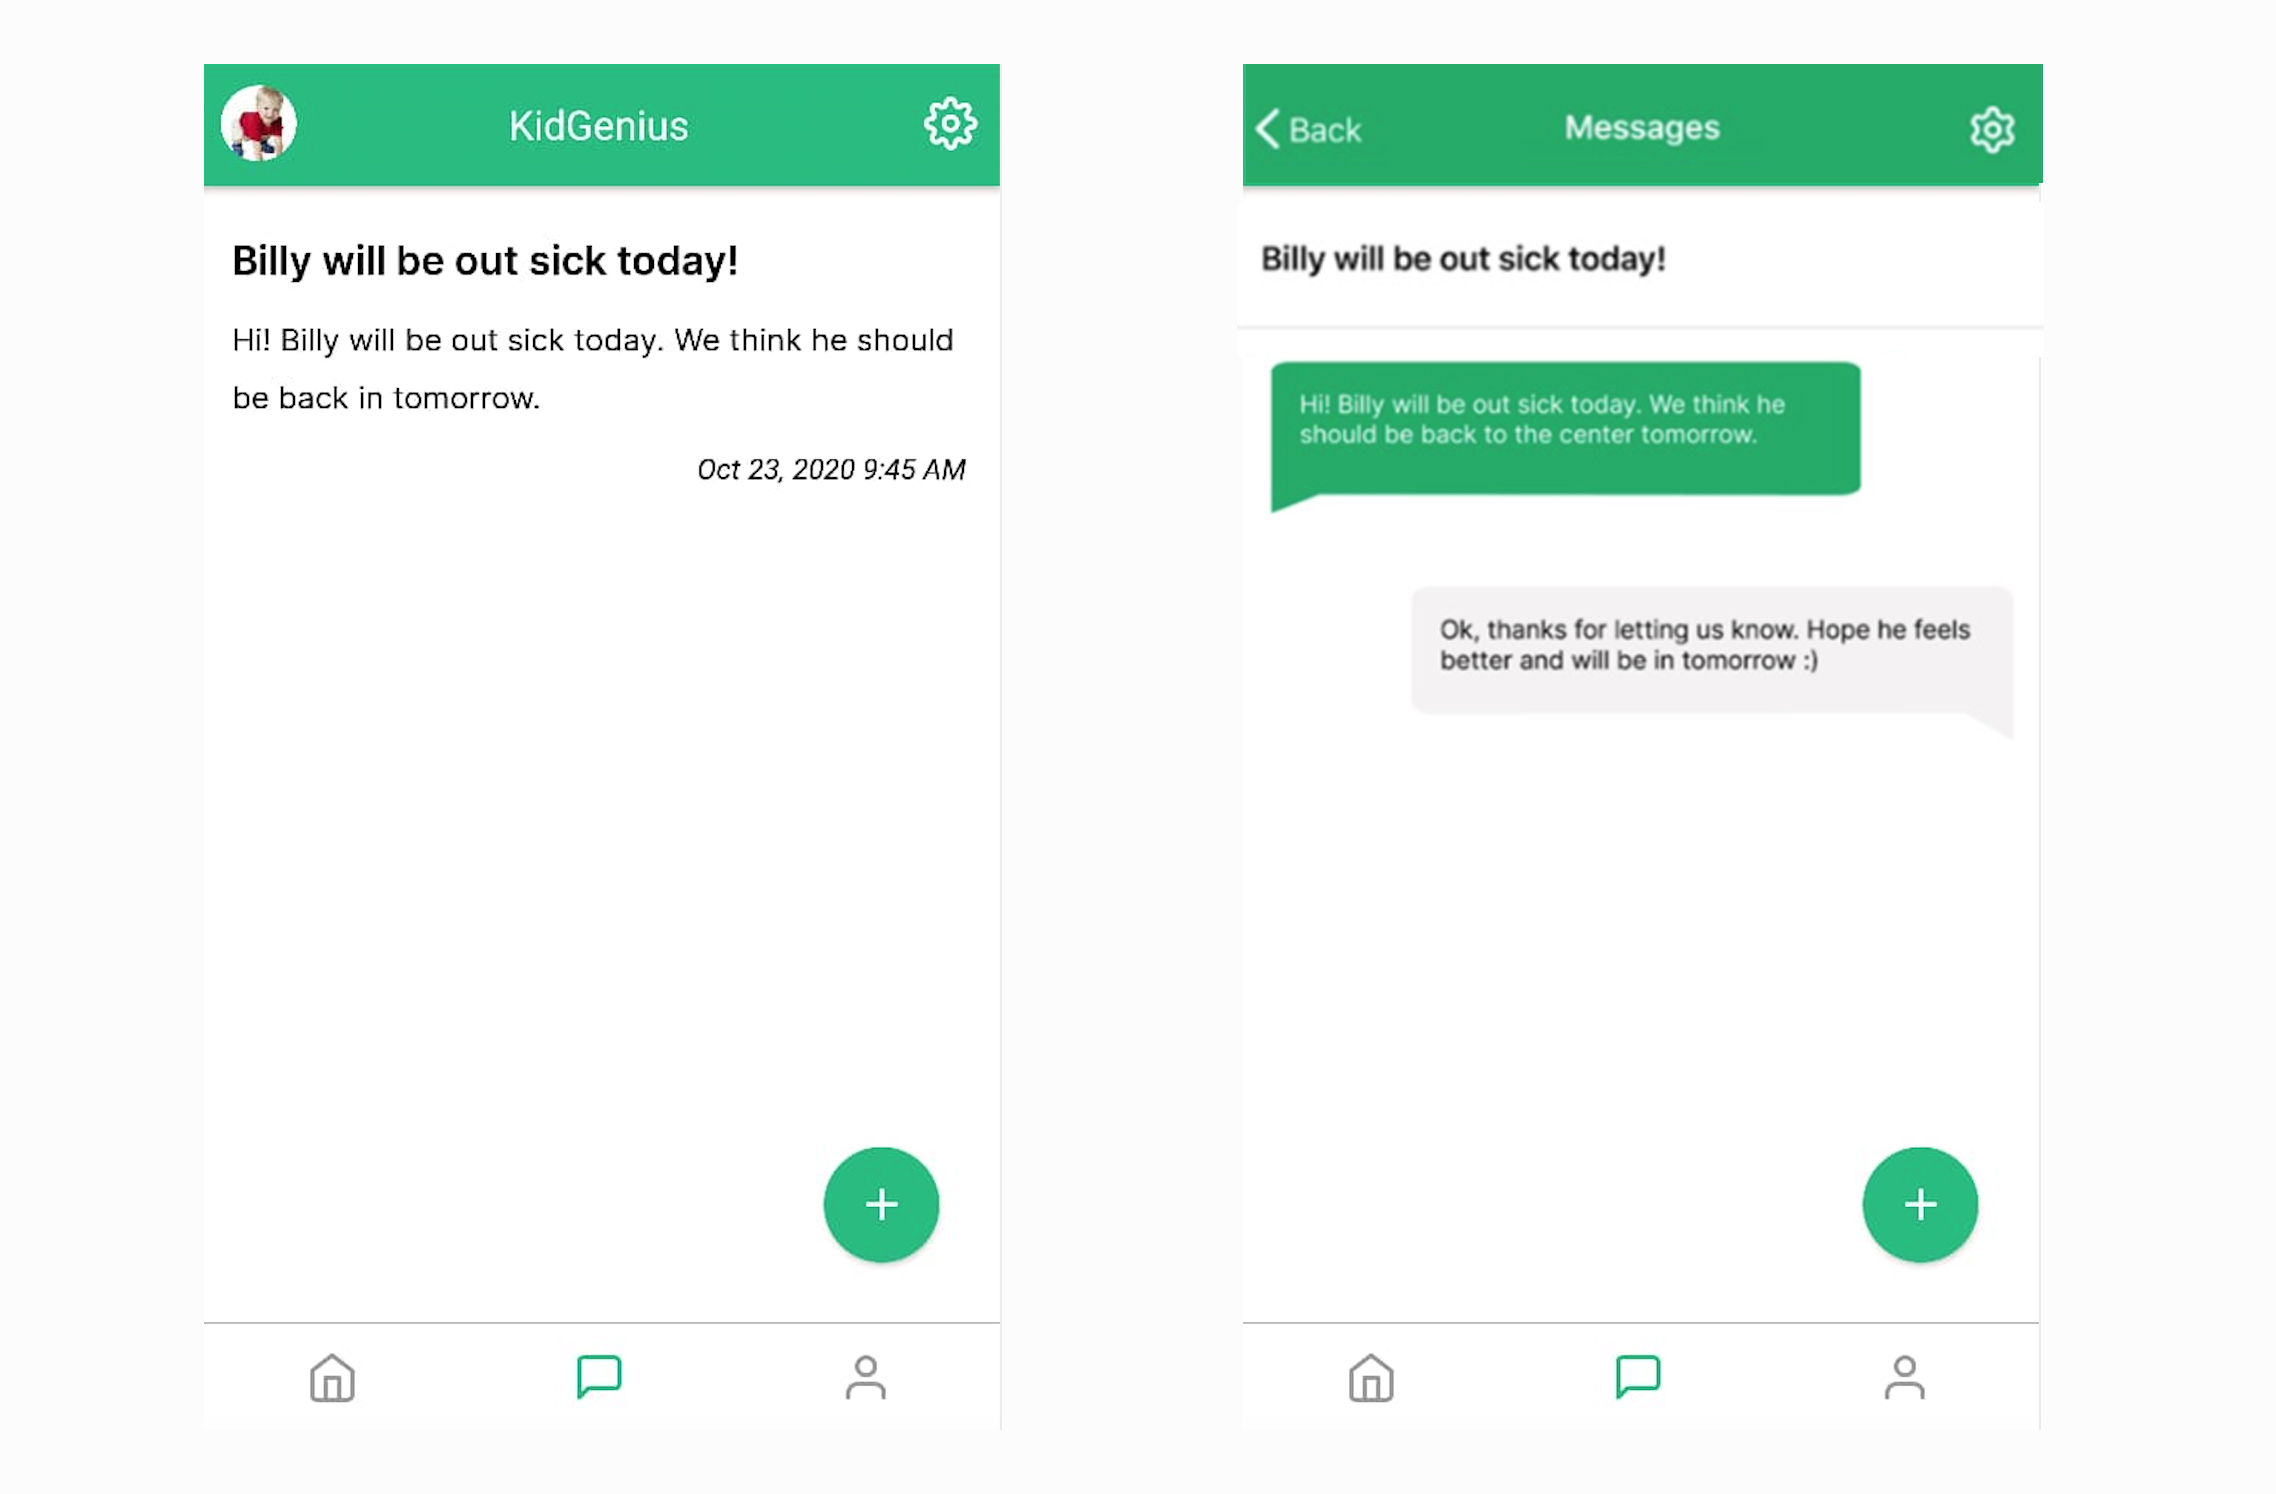 KidGenius
Billy will be out sick today!
Hi! Billy will be out sick today. We think he should
be back in tomorrow.
Oct 23, 2020 9:45 AM
Back
Messages
Billy will be out sick today!
Hi! Billy will be out sick today. We think he
should be back to the center tomorrow.
Ok, thanks for letting us know. Hope he feels
better and will be in tomorrow :)